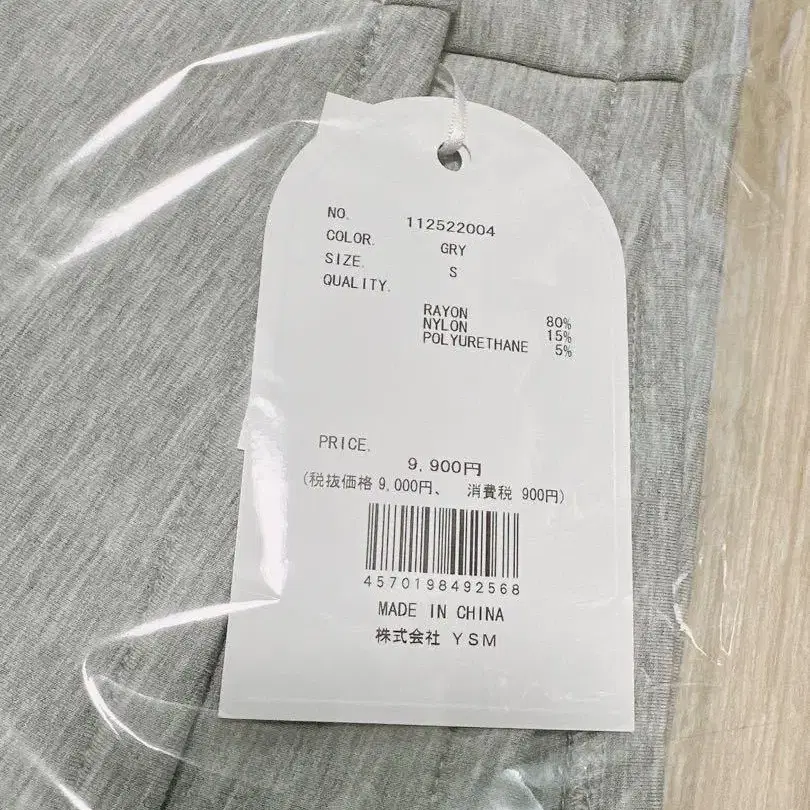 NO. 112522004
COLOR. GRY
SIZE. S
QUALITY.
RAYON 80%
NYLON 15%
POLYURETHANE 5%
PRICE.
9,900円
(税抜価格 9,000円、 消費税 900円)
4570198492568
MADE IN CHINA
株式会社 YSM